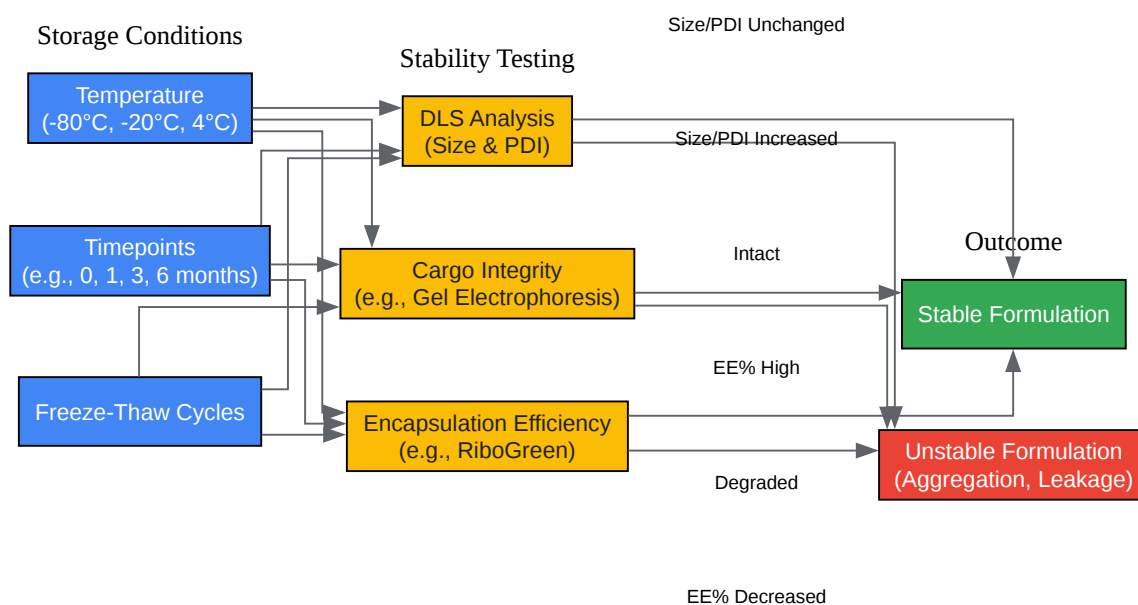 Storage Conditions
Temperature
(-80°C, -20°C, 4°C)
Timepoints
(e.g., 0, 1, 3, 6 months)
Freeze-Thaw Cycles
Stability Testing
DLS Analysis
(Size & PDI)
Cargo Integrity
(e.g., Gel Electrophoresis)
Encapsulation Efficiency
(e.g., RiboGreen)
Size/PDI Unchanged
Size/PDI Increased
Intact
EE% High
Degraded
EE% Decreased
Outcome
Stable Formulation
Unstable Formulation
(Aggregation, Leakage)